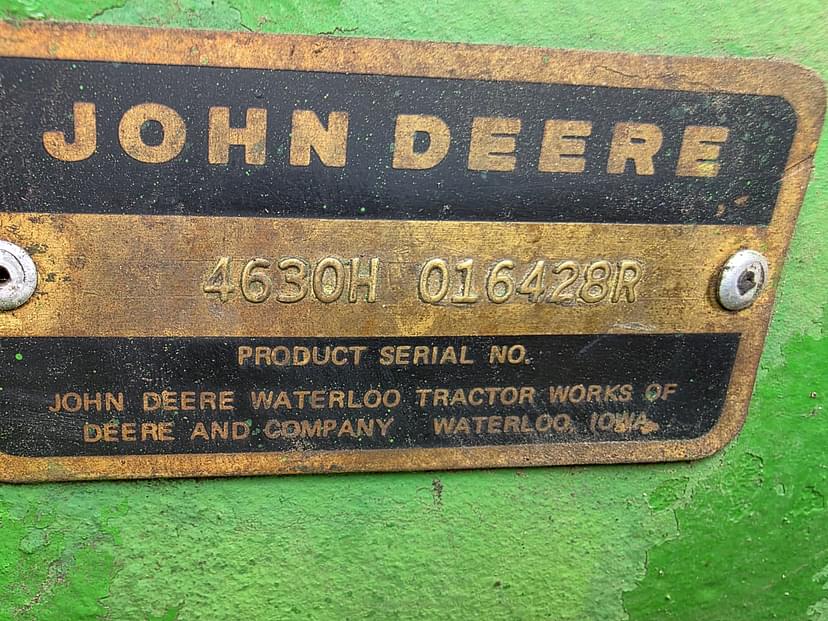 JOHN DEERE
4630H 016428R
PRODUCT SERIAL NO.
JOHN DEERE WATERLOO TRACTOR WORKS OF
DEERE AND COMPANY WATERLOO, IOWA